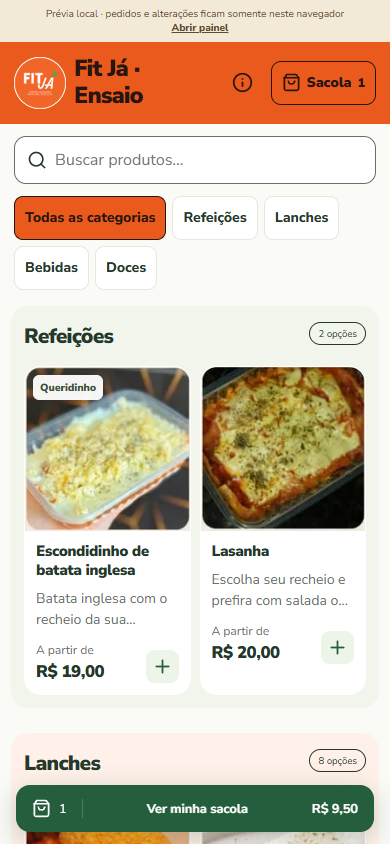 Prévia local · pedidos e alterações ficam somente neste navegador
Abrir painel
FIT
JÁ
Fit Já ·
Ensaio
Sacola 1
Buscar produtos...
Todas as categorias
Refeições
Lanches
Bebidas
Doces
Refeições
2 opções
Queridinho
Escondidinho de
batata inglesa
Batata inglesa com o
recheio da sua...
A partir de
R$ 19,00
Lasanha
Escolha seu recheio e
prefira com salada o...
A partir de
R$ 20,00
Lanches
8 opções
1
Ver minha sacola
R$ 9,50